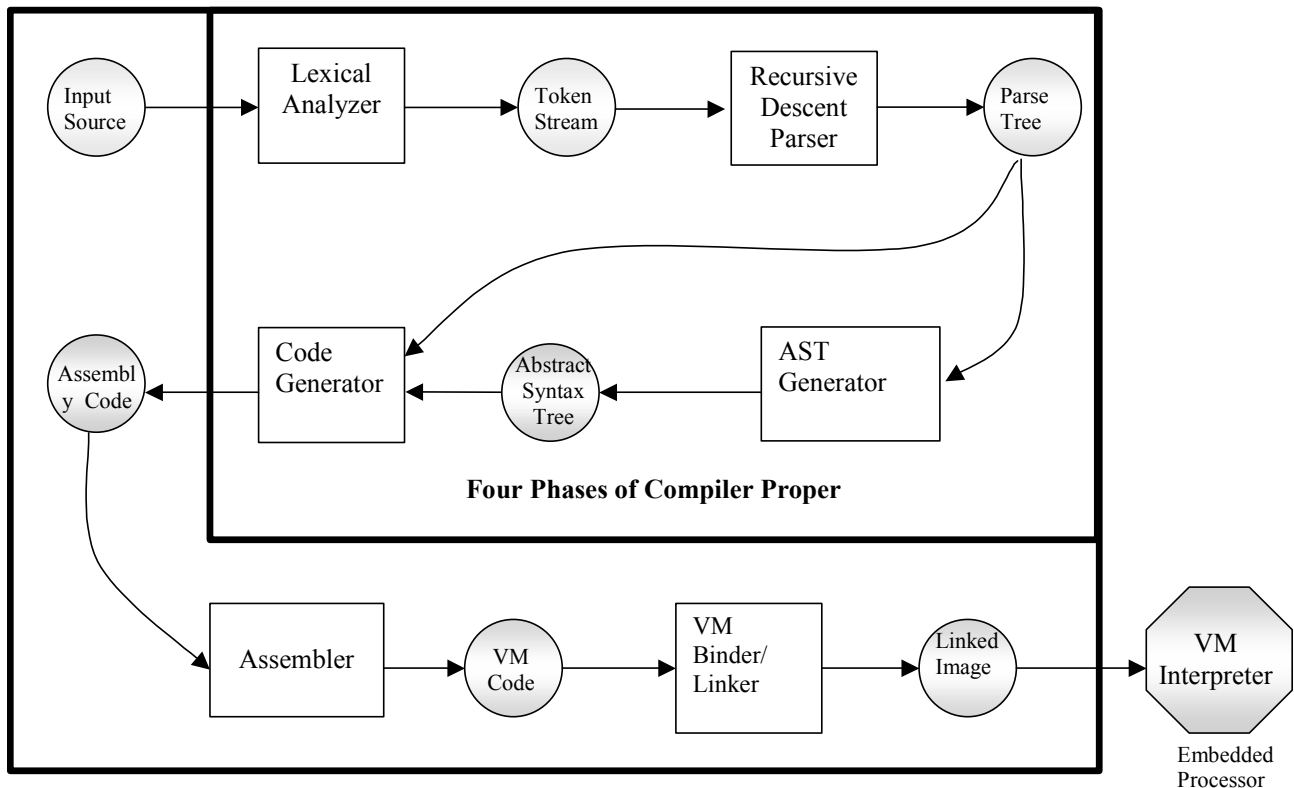 Input
Source
Lexical
Analyzer
Token
Stream
Recursive
Descent
Parser
Parse
Tree
Assembl
y Code
Code
Generator
Abstract
Syntax
Tree
AST
Generator
Four Phases of Compiler Proper
Assembler
VM
Code
VM
Binder/
Linker
Linked
Image
VM
Interpreter
Embedded
Processor